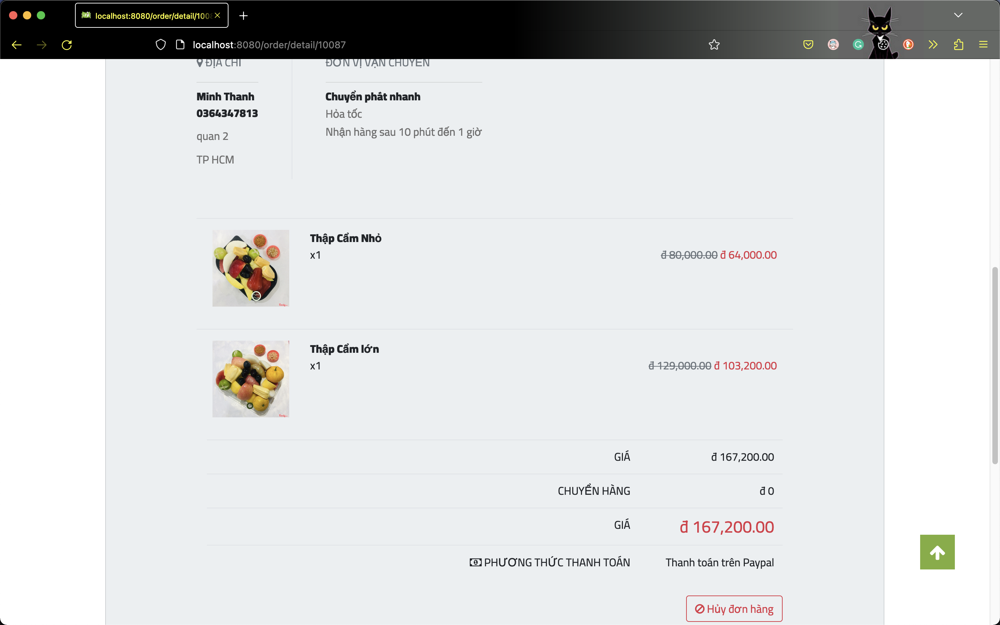 localhost:8080/order/detail/1008
localhost:8080/order/detail/10087
ĐỊA CHỈ
ĐƠN VỊ VẬN CHUYỂN
Minh Thanh
0364347813
quan 2
TP HCM
Chuyển phát nhanh
Hỏa tốc
Nhận hàng sau 10 phút đến 1 giờ
Thập Cẩm Nhỏ
x1
đ 80,000.00 đ 64,000.00
Yumi
Fruit
Foody
Thập Cẩm lớn
x1
đ 129,000.00 đ 103,200.00
Foody
GIÁ đ 167,200.00
CHUYỂN HÀNG đ 0
GIÁ đ 167,200.00
PHƯƠNG THỨC THANH TOÁN Thanh toán trên Paypal
Hủy đơn hàng